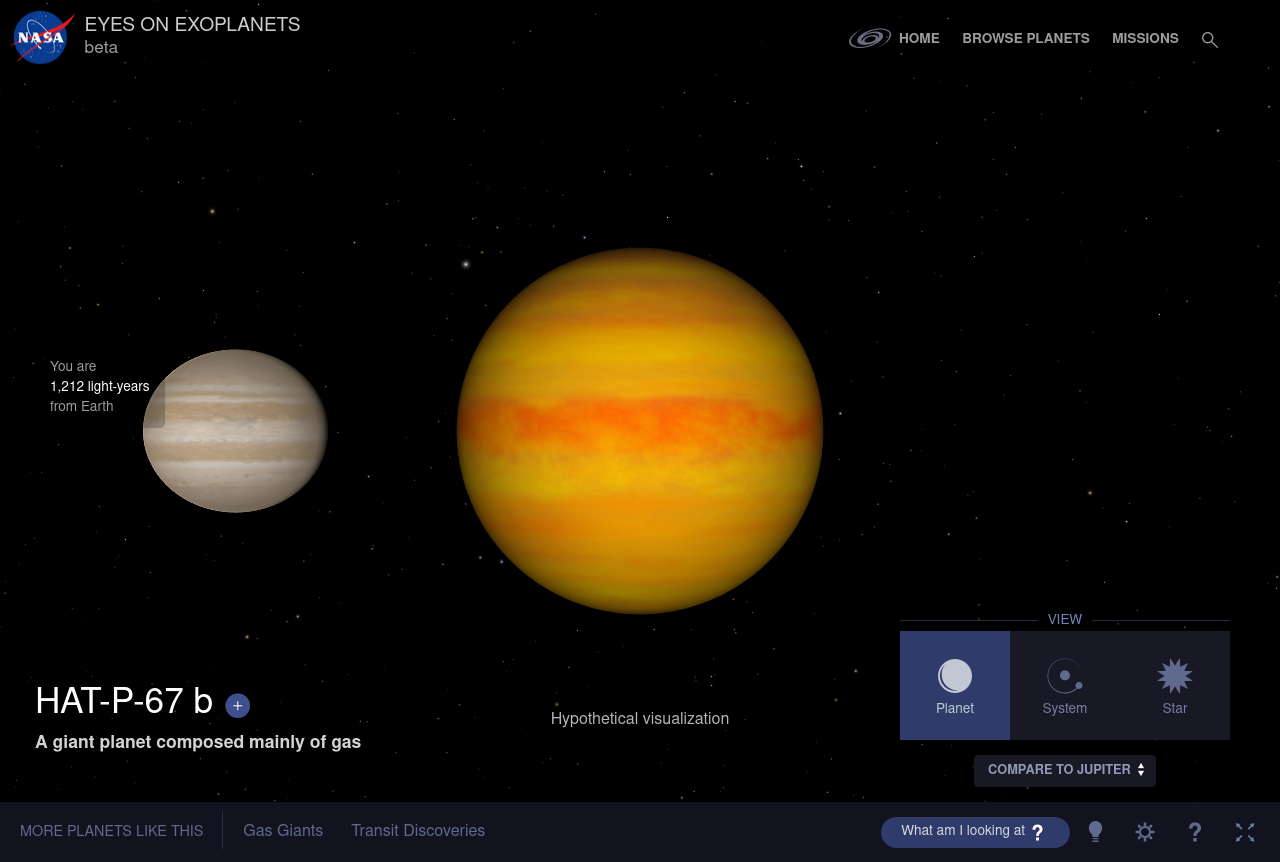 NASA
EYES ON EXOPLANETS
beta
HOME
BROWSE PLANETS
MISSIONS
You are
1,212 light-years
from Earth
HAT-P-67 b +
A giant planet composed mainly of gas
Hypothetical visualization
VIEW
Planet
System
Star
COMPARE TO JUPITER
MORE PLANETS LIKE THIS
Gas Giants
Transit Discoveries
What am I looking at ?
?